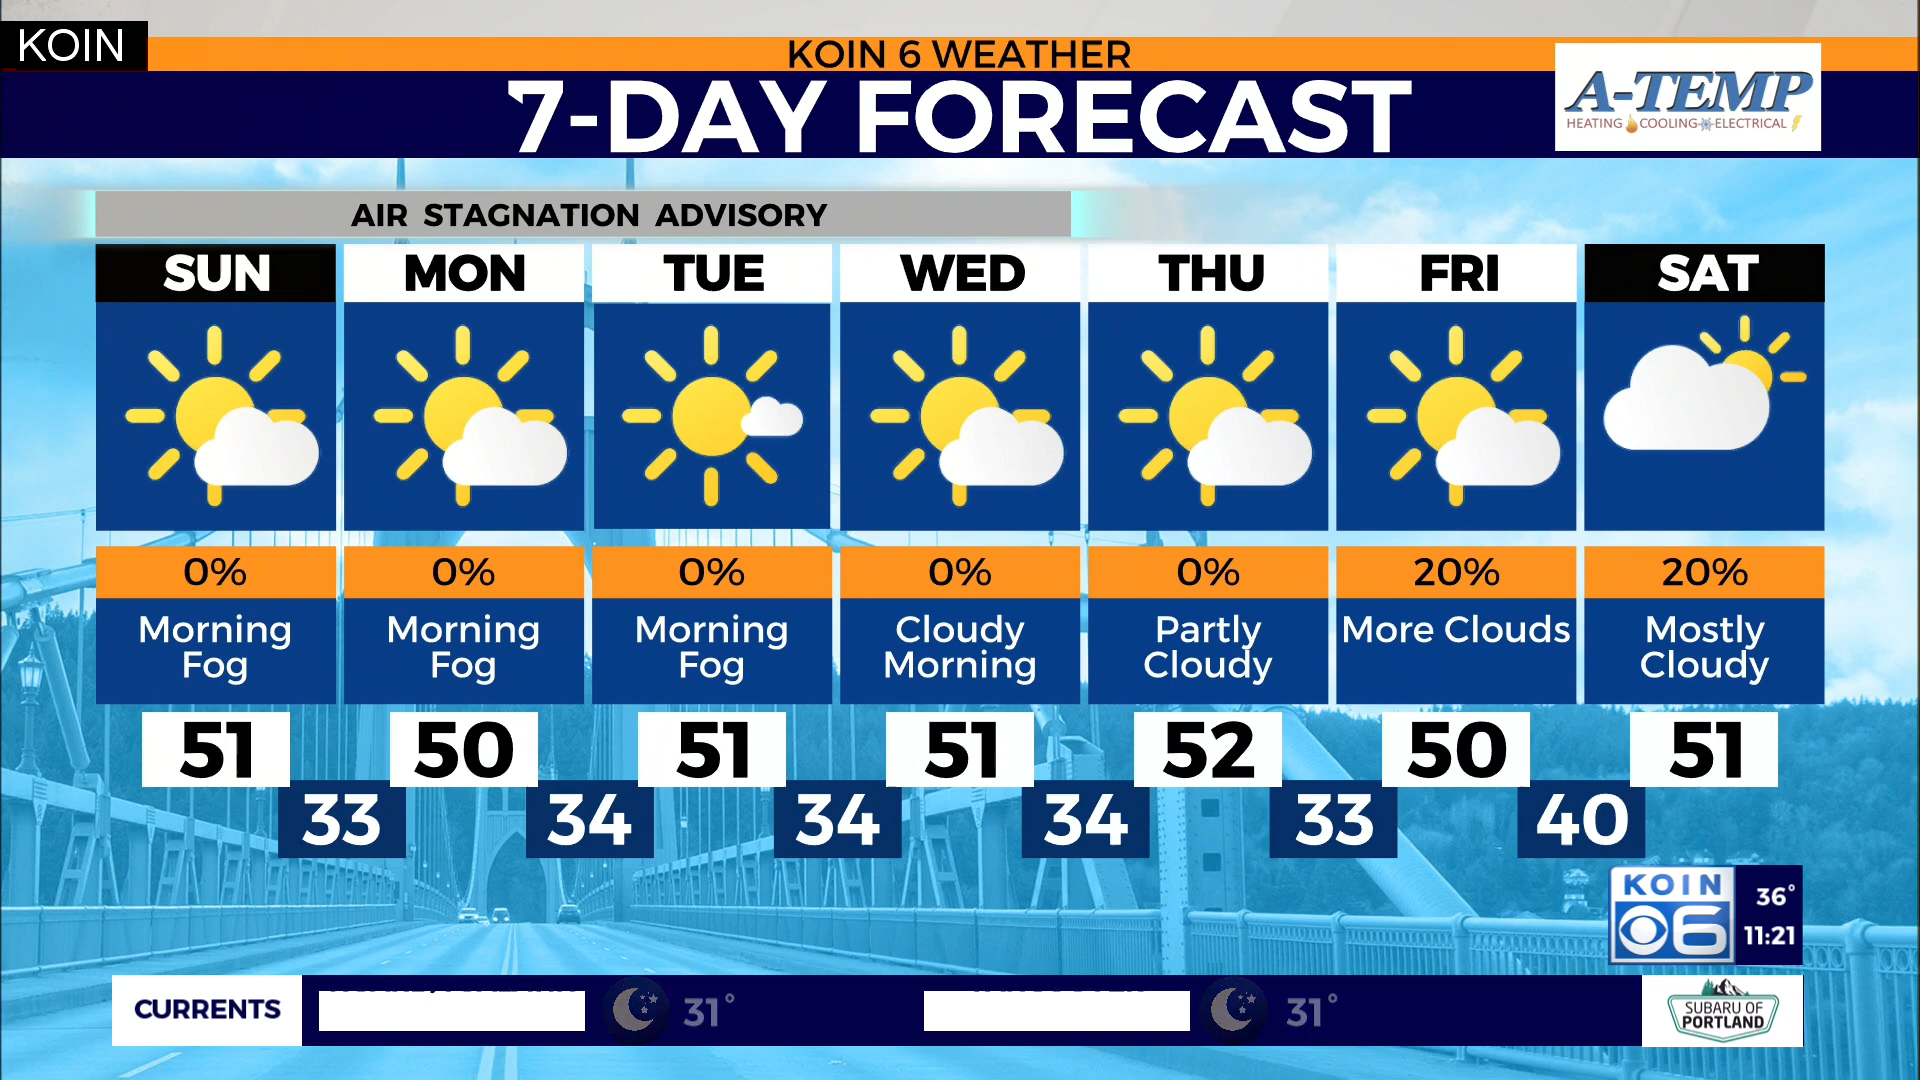 KOIN
KOIN 6 WEATHER
7-DAY FORECAST
A-TEMP
HEATING COOLING ELECTRICAL
AIR STAGNATION ADVISORY
SUN MON TUE WED THU FRI SAT
0% 0% 0% 0% 0% 20% 20%
Morning Fog
Morning Fog
Morning Fog
Cloudy Morning
Partly Cloudy
More Clouds
Mostly Cloudy
51 50 51 51 52 50 51
33 34 34 34 33 40
KOIN
6
36°
11:21
CURRENTS
31°
31°
SUBARU OF
PORTLAND